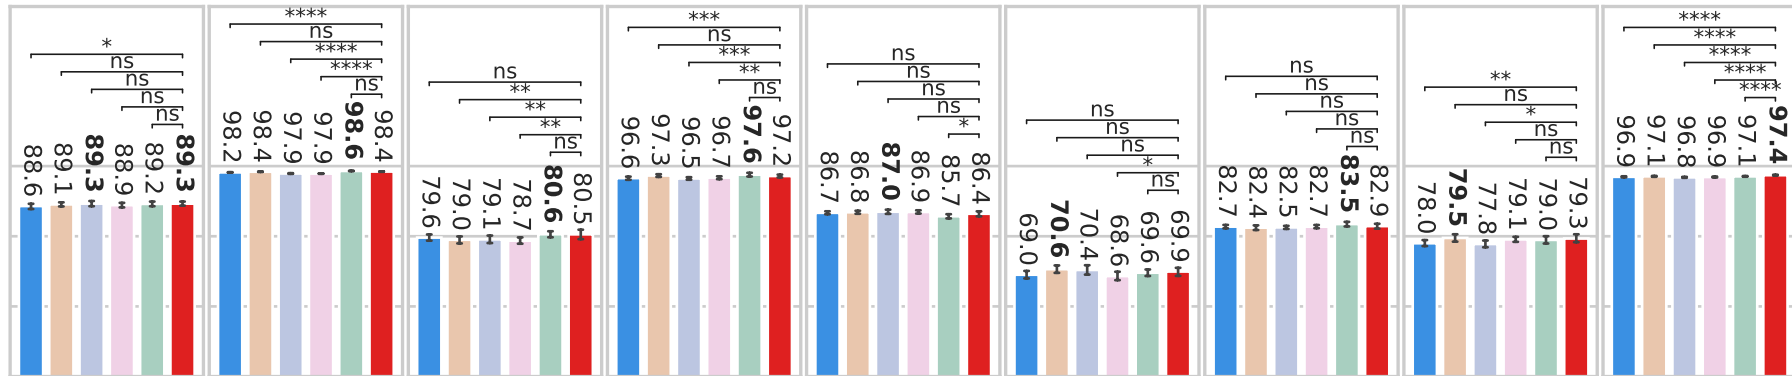 *
ns
ns
ns
ns
88.6
89.1
89.3
88.9
89.2
89.3
****
ns
****
****
ns
98.2
98.4
97.9
97.9
98.6
98.4
ns
**
**
**
ns
79.6
79.0
79.1
78.7
80.6
80.5
***
ns
***
**
ns
96.6
97.3
96.5
96.7
97.6
97.2
ns
ns
ns
ns
*
86.7
86.8
87.0
86.9
85.7
86.4
ns
ns
ns
*
ns
69.0
70.6
70.4
68.6
69.6
69.9
ns
ns
ns
ns
ns
82.7
82.4
82.5
82.7
83.5
82.9
**
ns
*
ns
ns
78.0
79.5
77.8
79.1
79.0
79.3
****
****
****
****
****
96.9
97.1
96.8
96.9
97.1
97.4